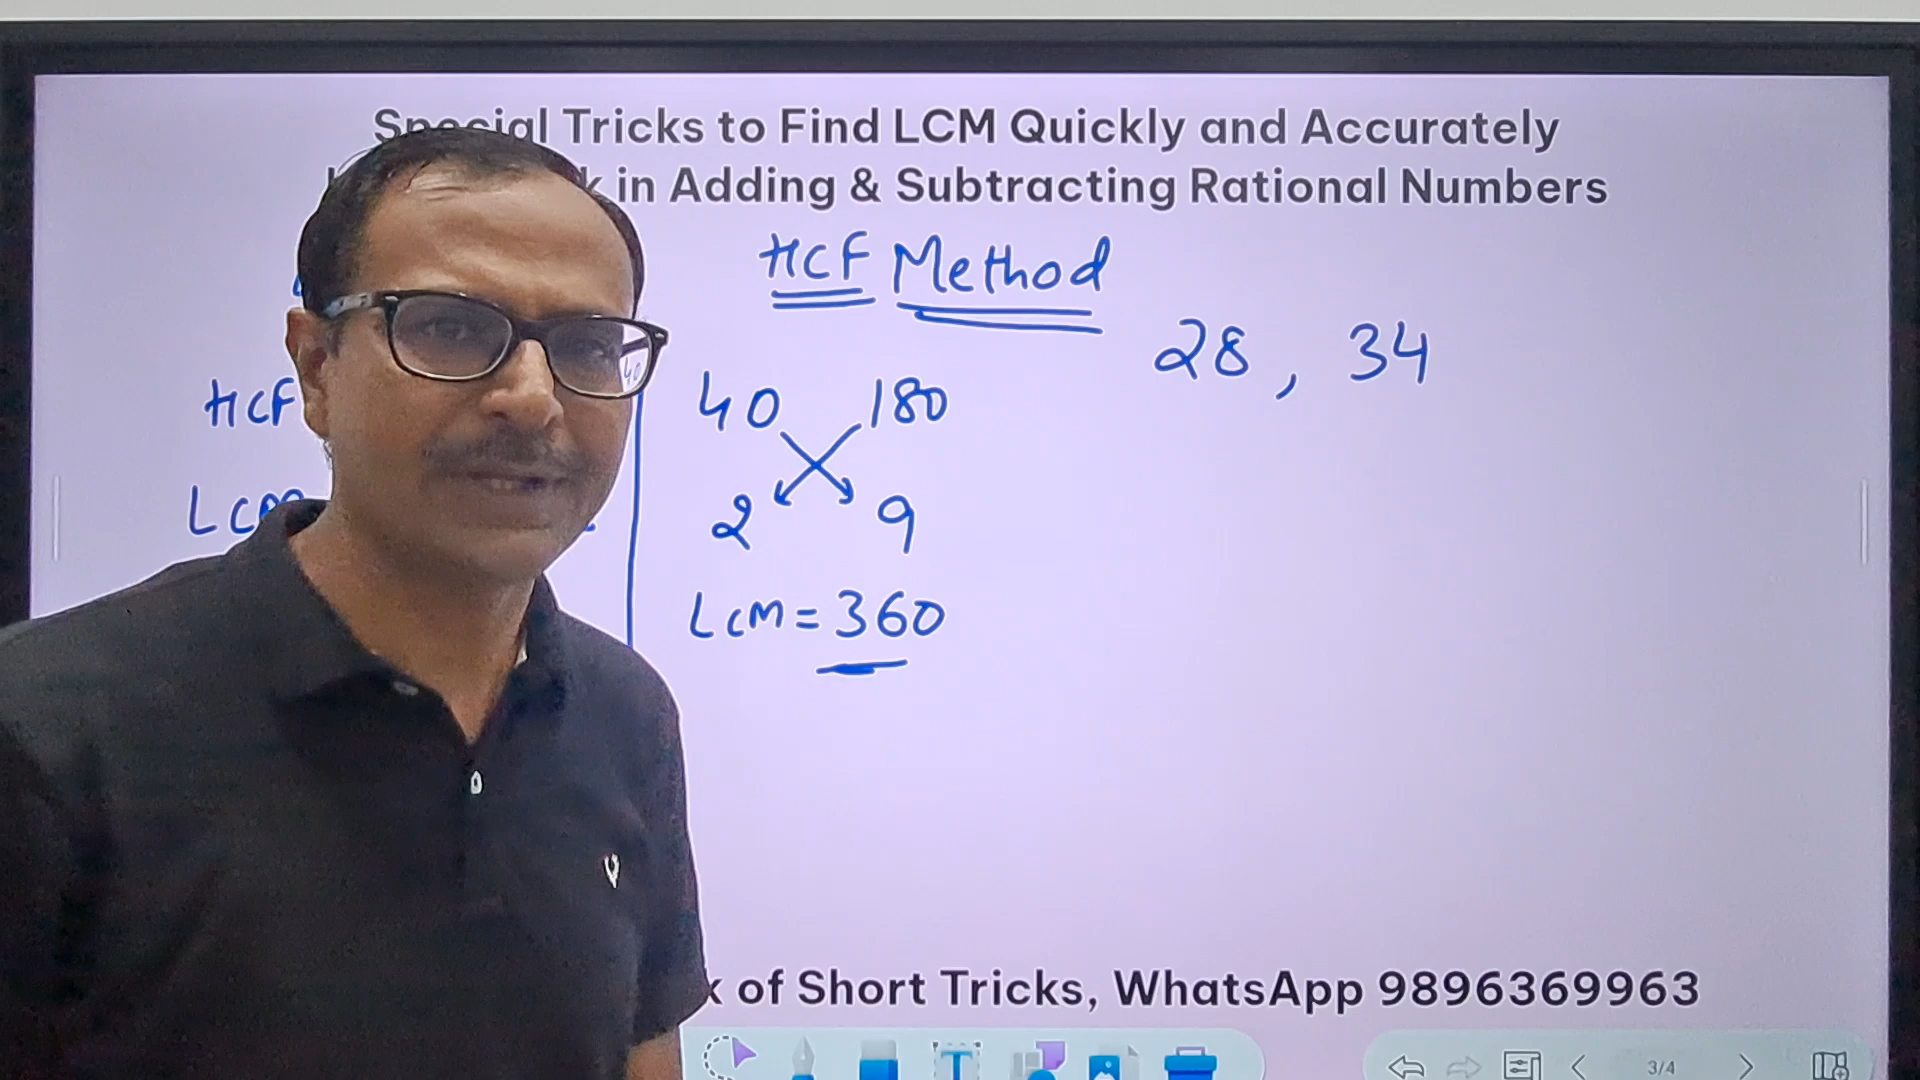 Special Tricks to Find LCM Quickly and Accurately
in Adding & Subtracting Rational Numbers
HCF Method
28, 34
HCF
40 180
LCM
2 9
LCM = 360
of Short Tricks, WhatsApp 9896369963
3/4